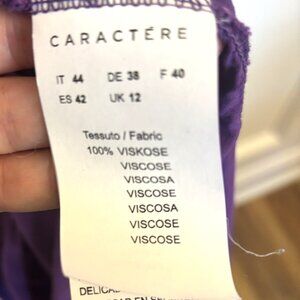 CARACTÈRE
IT 44 DE 38 F 40
ES 42 UK 12
Tessuto / Fabric
100% VISKOSE
VISCOSE
VISCOSA
VISCOSE
VISCOSA
VISCOSE
VISCOSE